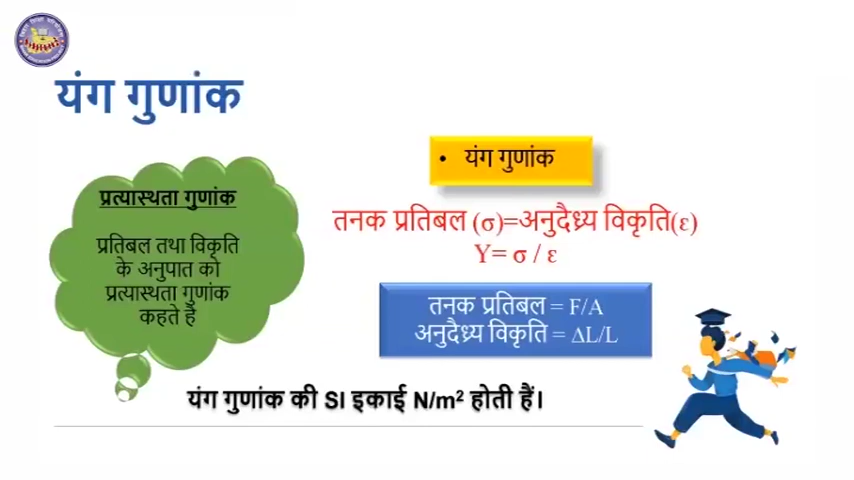 यंग गुणांक
प्रत्यास्थता गुणांक
प्रतिबल तथा विकृति
के अनुपात को
प्रत्यास्थता गुणांक
कहते है
• यंग गुणांक
तनक प्रतिबल (σ)=अनुदैध्र्य विकृति(ε)
Y= σ / ε
तनक प्रतिबल = F/A
अनुदैध्र्य विकृति = ΔL/L
यंग गुणांक की SI इकाई N/m² होती हैं।